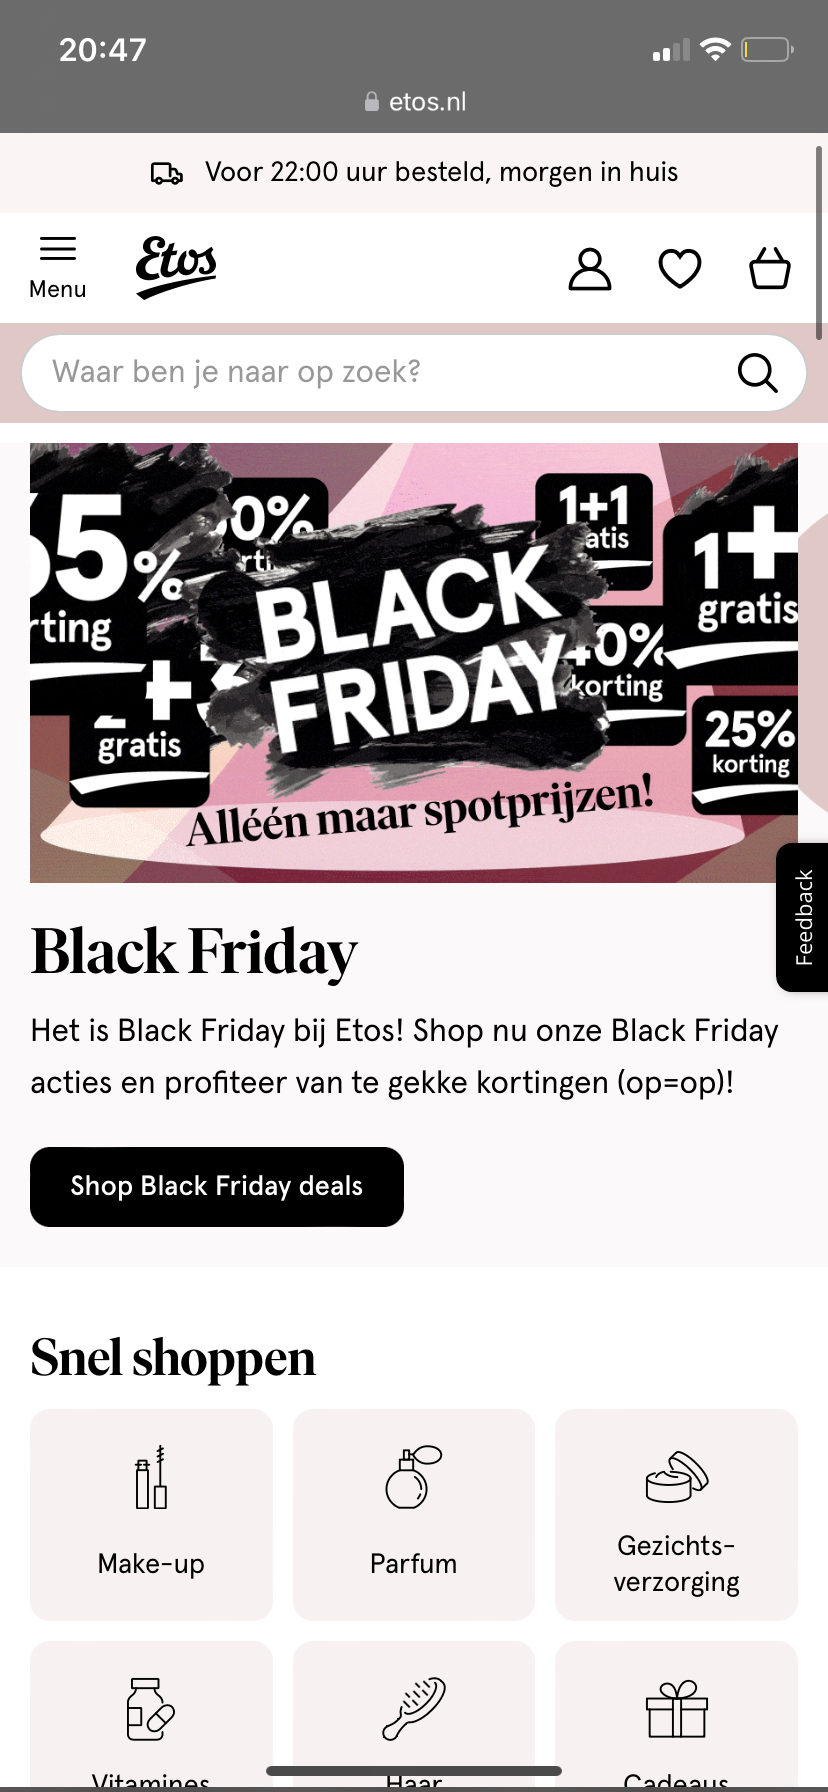 20:47
etos.nl
Voor 22:00 uur besteld, morgen in huis
Menu
Etos
Waar ben je naar op zoek?
5%
rting
0%
rti
1+1
atis
1+
gratis
BLACK
FRIDAY
0%
korting
gratis
25%
korting
Alléén maar spotprijzen!
Feedback
Black Friday
Het is Black Friday bij Etos! Shop nu onze Black Friday
acties en profiteer van te gekke kortingen (op=op)!
Shop Black Friday deals
Snel shoppen
Make-up
Parfum
Gezichts-
verzorging
Vitamines
Haar
Cadeaus